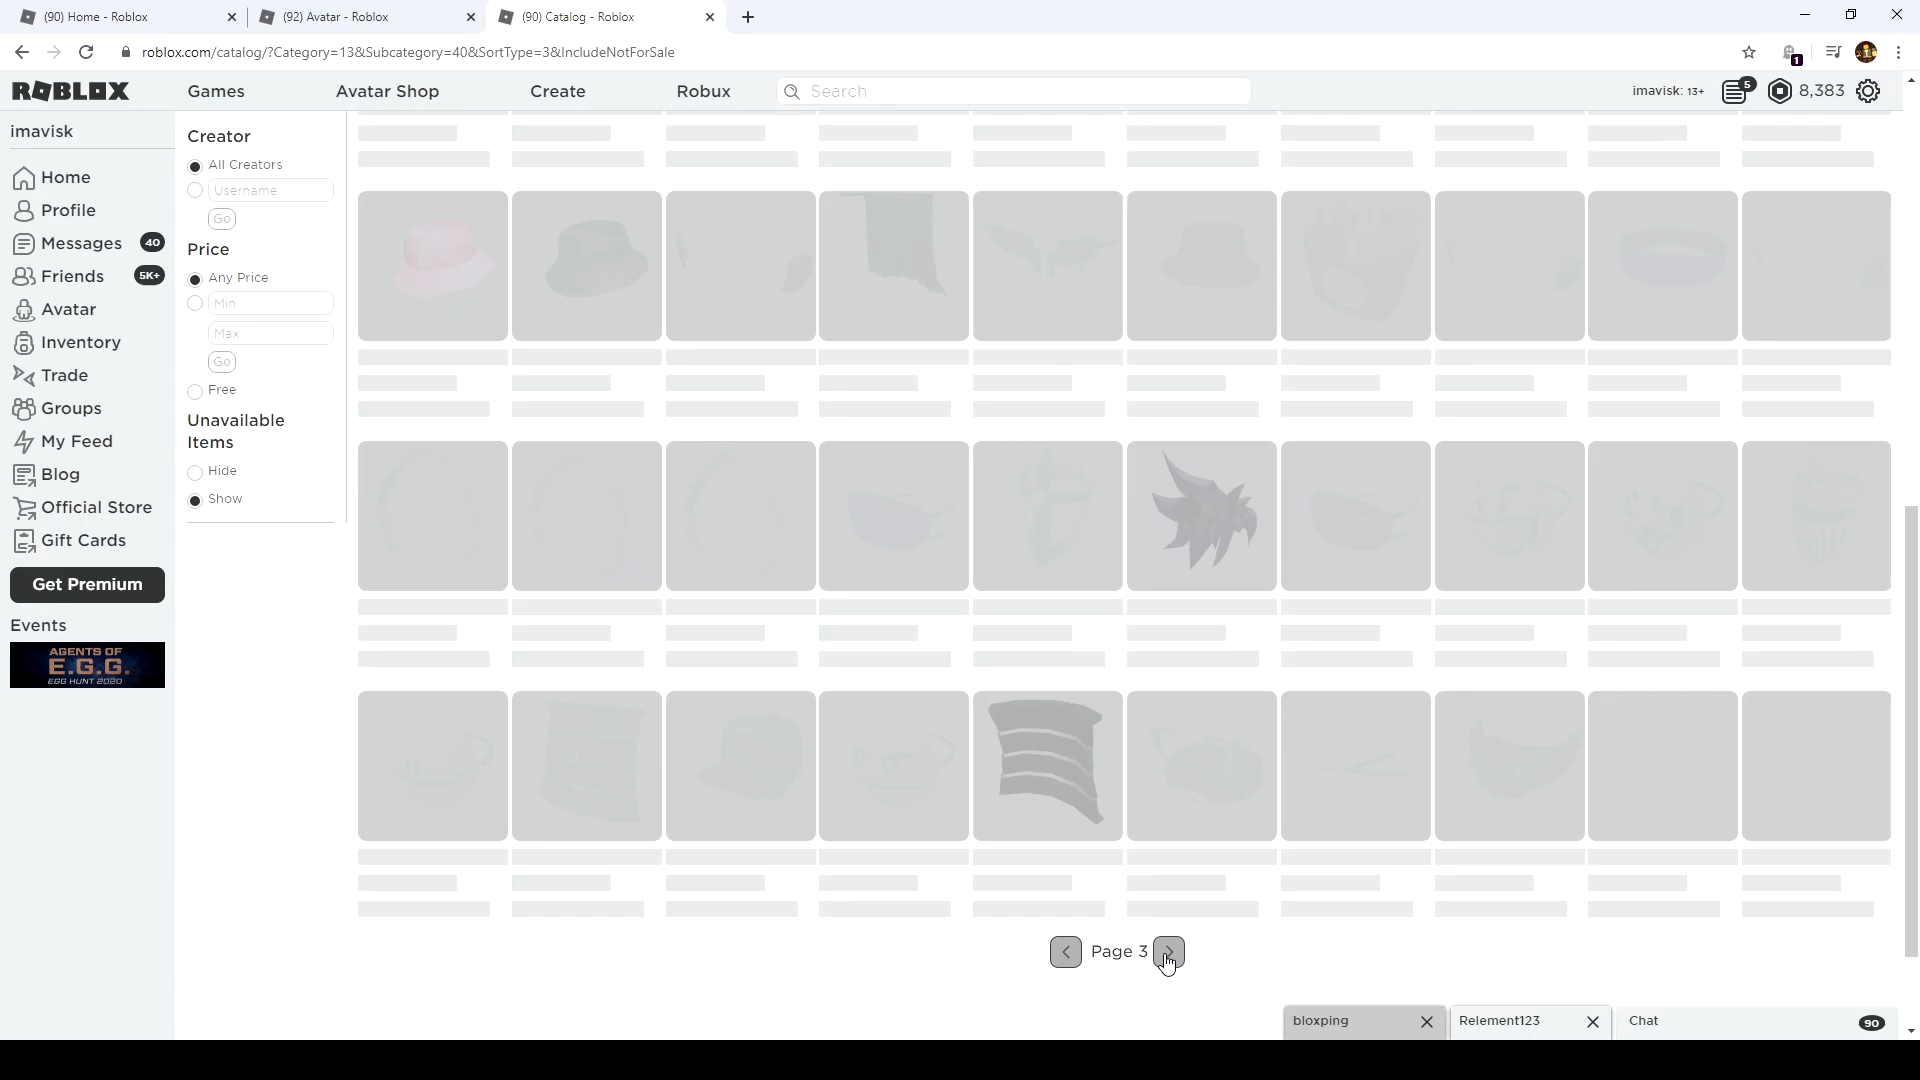 (90) Home - Roblox
(92) Avatar - Roblox
(90) Catalog - Roblox
roblox.com/catalog/?Category=13&Subcategory=40&SortType=3&IncludeNotForSale
1
ROBLOX
Games
Avatar Shop
Create
Robux
Search
imavisk: 13+
5
8,383
imavisk
Home
Profile
Messages
40
Friends
5K+
Avatar
Inventory
Trade
Groups
My Feed
Blog
Official Store
Gift Cards
Get Premium
Events
AGENTS OF
E.G.G.
EGG HUNT 2020
Creator
All Creators
Username
Go
Price
Any Price
Min
Max
Go
Free
Unavailable
Items
Hide
Show
Page 3
bloxping
Relement123
Chat
90